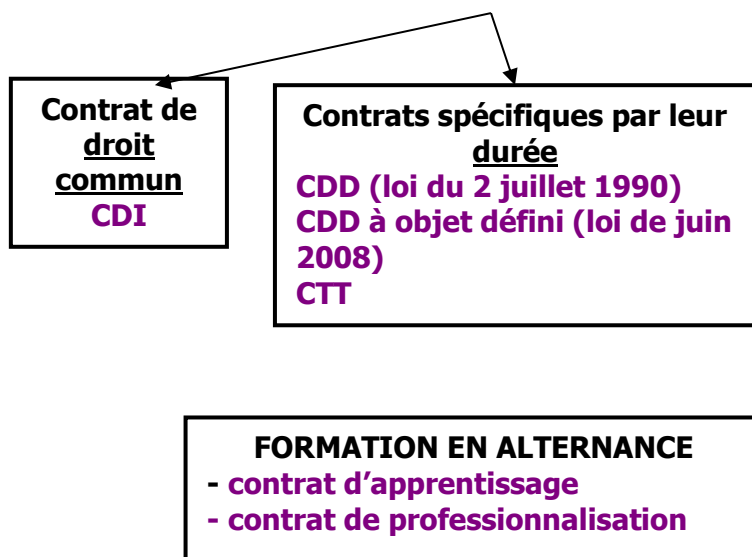 Contrat de
droit
commun
CDI
Contrats spécifiques par leur
durée
CDD (loi du 2 juillet 1990)
CDD à objet défini (loi de juin
2008)
CTT
FORMATION EN ALTERNANCE
- contrat d’apprentissage
- contrat de professionnalisation